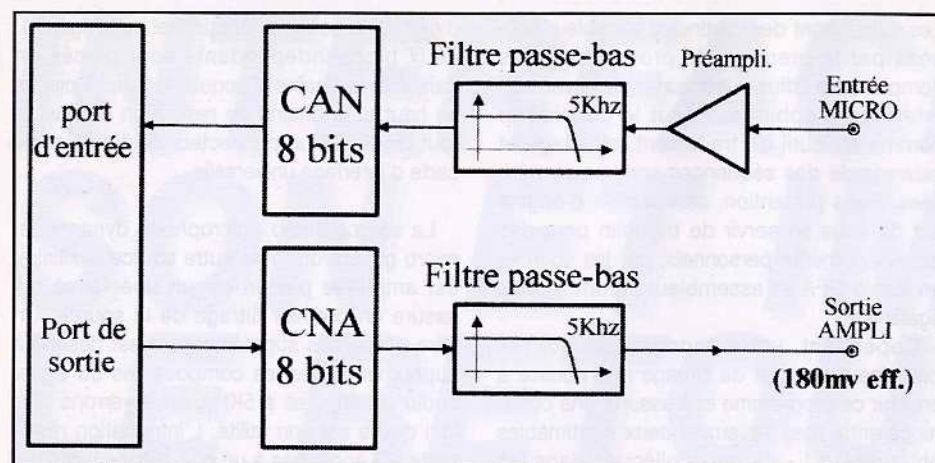 Filtre passe-bas
Préampli.
port
d'entrée
CAN
8 bits
5Khz
Entrée
MICRO
Filtre passe-bas
Port de
sortie
CNA
8 bits
5Khz
Sortie
AMPLI
(180mv eff.)